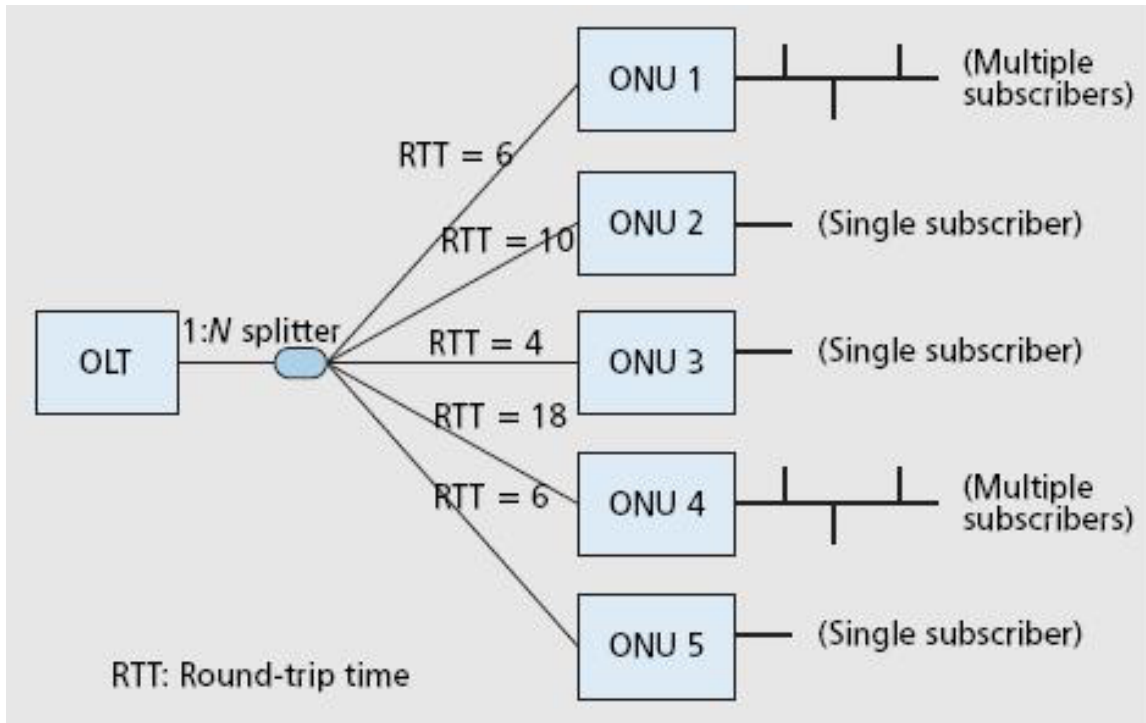 ONU 1
(Multiple
subscribers)
RTT = 6
ONU 2
(Single subscriber)
RTT = 10
OLT
1:N splitter
RTT = 4
ONU 3
(Single subscriber)
RTT = 18
ONU 4
(Multiple
subscribers)
RTT = 6
ONU 5
(Single subscriber)
RTT: Round-trip time